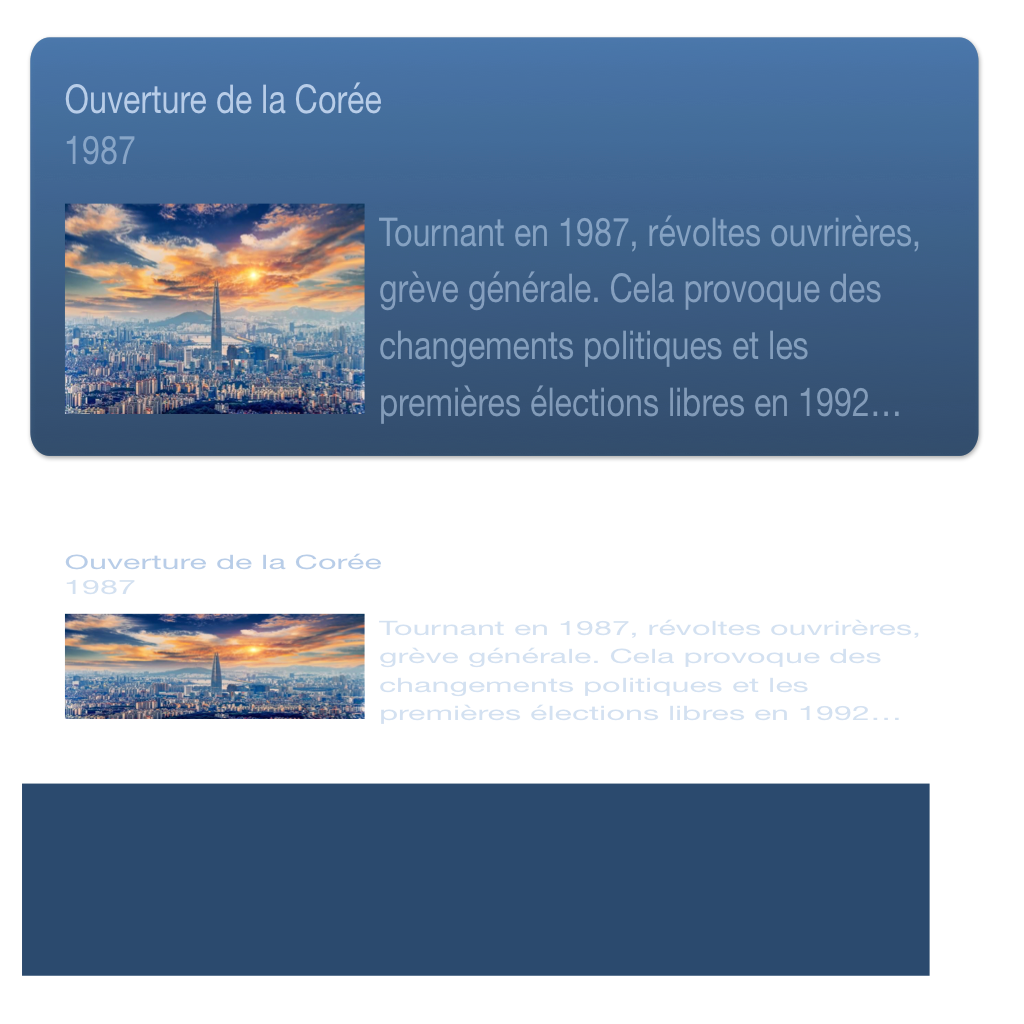 Ouverture de la Corée
1987
Tournant en 1987, révoltes ouvrirères,
grève générale. Cela provoque des
changements politiques et les
premières élections libres en 1992…
Ouverture de la Corée
1987
Tournant en 1987, révoltes ouvrirères,
grève générale. Cela provoque des
changements politiques et les
premières élections libres en 1992…